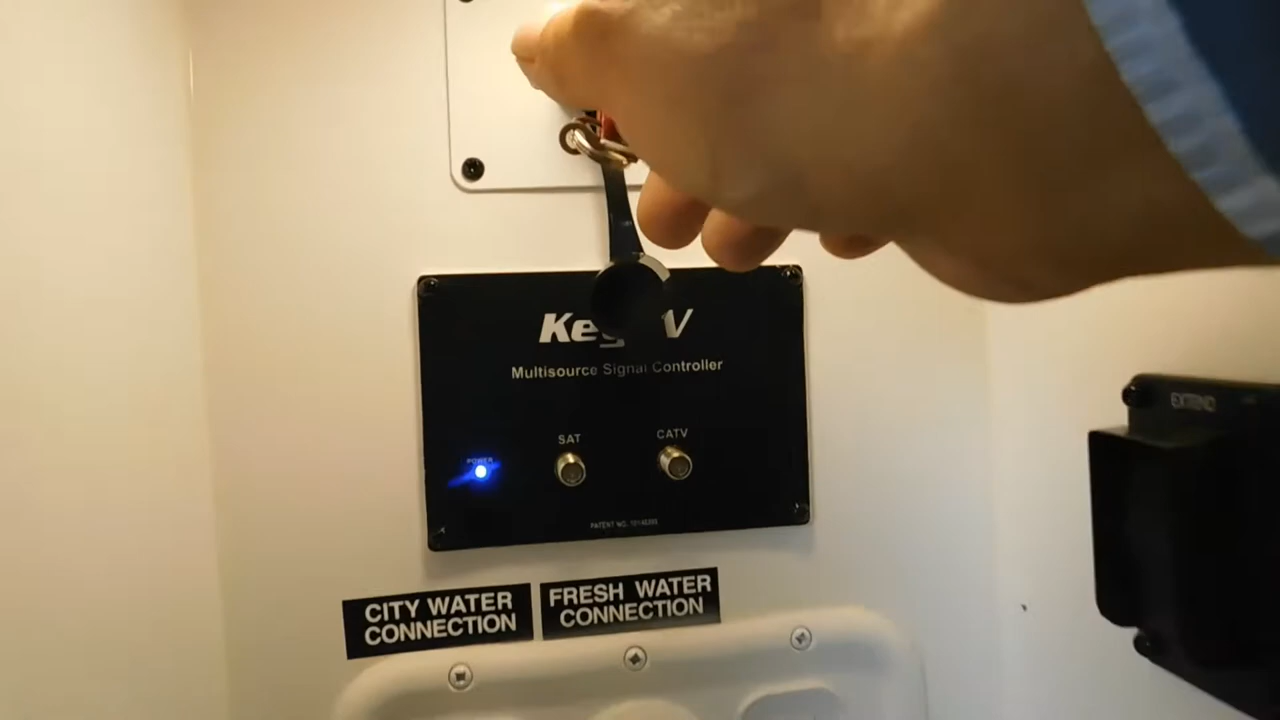 Multisource Signal Controller
SAT
CATV
POWER
CITY WATER
CONNECTION
FRESH WATER
CONNECTION
EXTEND